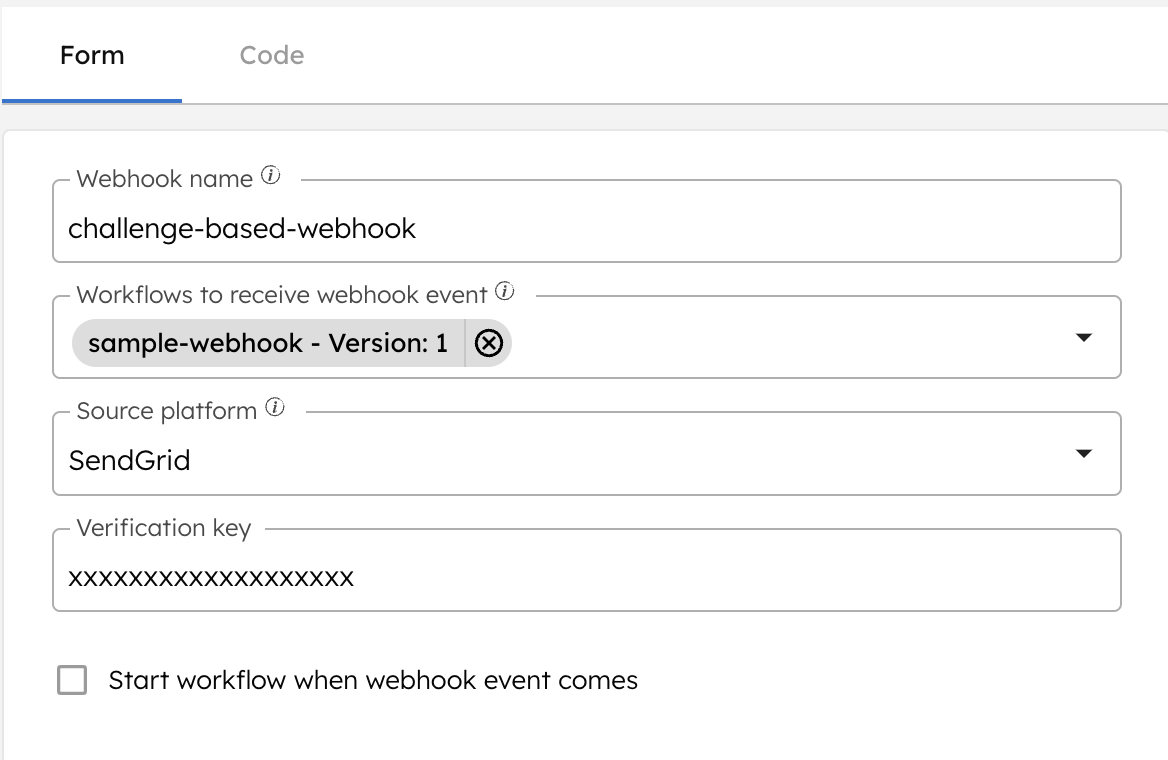 Form Code
Webhook name
challenge-based-webhook
Workflows to receive webhook event
sample-webhook - Version: 1
Source platform
SendGrid
Verification key
xxxxxxxxxxxxxxxxxxx
Start workflow when webhook event comes